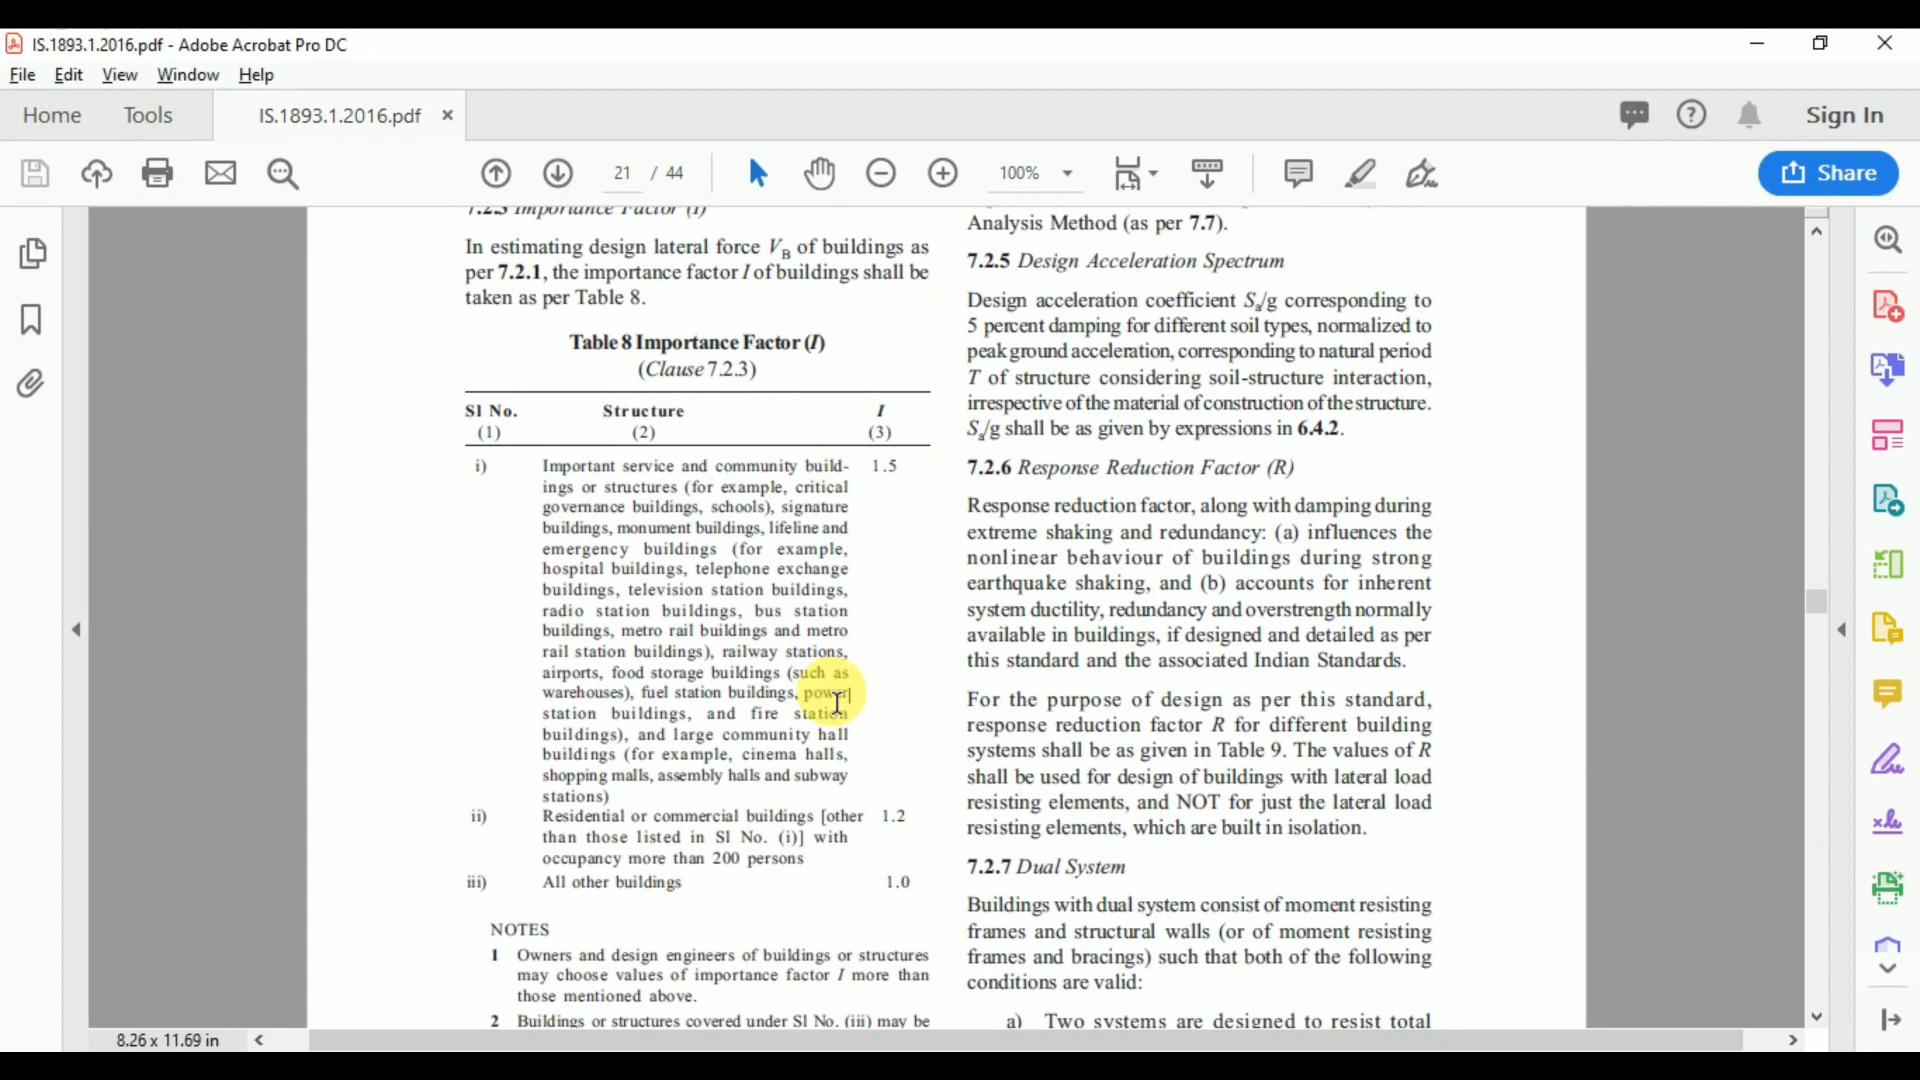 IS.1893.1.2016.pdf - Adobe Acrobat Pro DC
File Edit View Window Help
Home Tools IS.1893.1.2016.pdf × Sign In
21 / 44 100% Share
7.2.3 Importance Factor (I)
In estimating design lateral force VB of buildings as
per 7.2.1, the importance factor I of buildings shall be
taken as per Table 8.
Table 8 Importance Factor (I)
(Clause 7.2.3)
Sl No. Structure I
(1) (2) (3)
i) Important service and community build- 1.5
ings or structures (for example, critical
governance buildings, schools), signature
buildings, monument buildings, lifeline and
emergency buildings (for example,
hospital buildings, telephone exchange
buildings, television station buildings,
radio station buildings, bus station
buildings, metro rail buildings and metro
rail station buildings), railway stations,
airports, food storage buildings (such as
warehouses), fuel station buildings, power
station buildings, and fire station
buildings), and large community hall
buildings (for example, cinema halls,
shopping malls, assembly halls and subway
stations)
ii) Residential or commercial buildings [other 1.2
than those listed in Sl No. (i)] with
occupancy more than 200 persons
iii) All other buildings 1.0
NOTES
1 Owners and design engineers of buildings or structures
may choose values of importance factor I more than
those mentioned above.
2 Buildings or structures covered under Sl No. (iii) may be
Analysis Method (as per 7.7).
7.2.5 Design Acceleration Spectrum
Design acceleration coefficient Sa/g corresponding to
5 percent damping for different soil types, normalized to
peak ground acceleration, corresponding to natural period
T of structure considering soil-structure interaction,
irrespective of the material of construction of the structure.
Sa/g shall be as given by expressions in 6.4.2.
7.2.6 Response Reduction Factor (R)
Response reduction factor, along with damping during
extreme shaking and redundancy: (a) influences the
nonlinear behaviour of buildings during strong
earthquake shaking, and (b) accounts for inherent
system ductility, redundancy and overstrength normally
available in buildings, if designed and detailed as per
this standard and the associated Indian Standards.
For the purpose of design as per this standard,
response reduction factor R for different building
systems shall be as given in Table 9. The values of R
shall be used for design of buildings with lateral load
resisting elements, and NOT for just the lateral load
resisting elements, which are built in isolation.
7.2.7 Dual System
Buildings with dual system consist of moment resisting
frames and structural walls (or of moment resisting
frames and bracings) such that both of the following
conditions are valid:
a) Two systems are designed to resist total
8.26 x 11.69 in